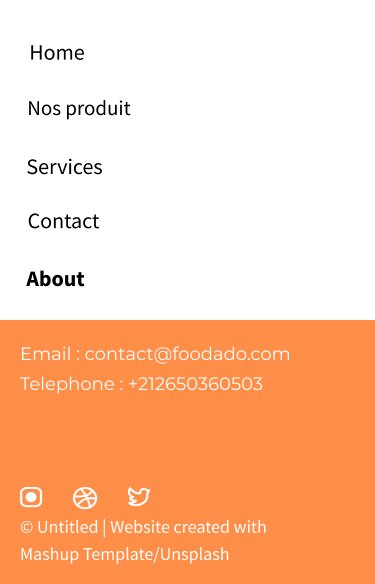 Home
Nos produit
Services
Contact
About
Email : contact@foodado.com
Telephone : +212650360503
© Untitled | Website created with
Mashup Template/Unsplash